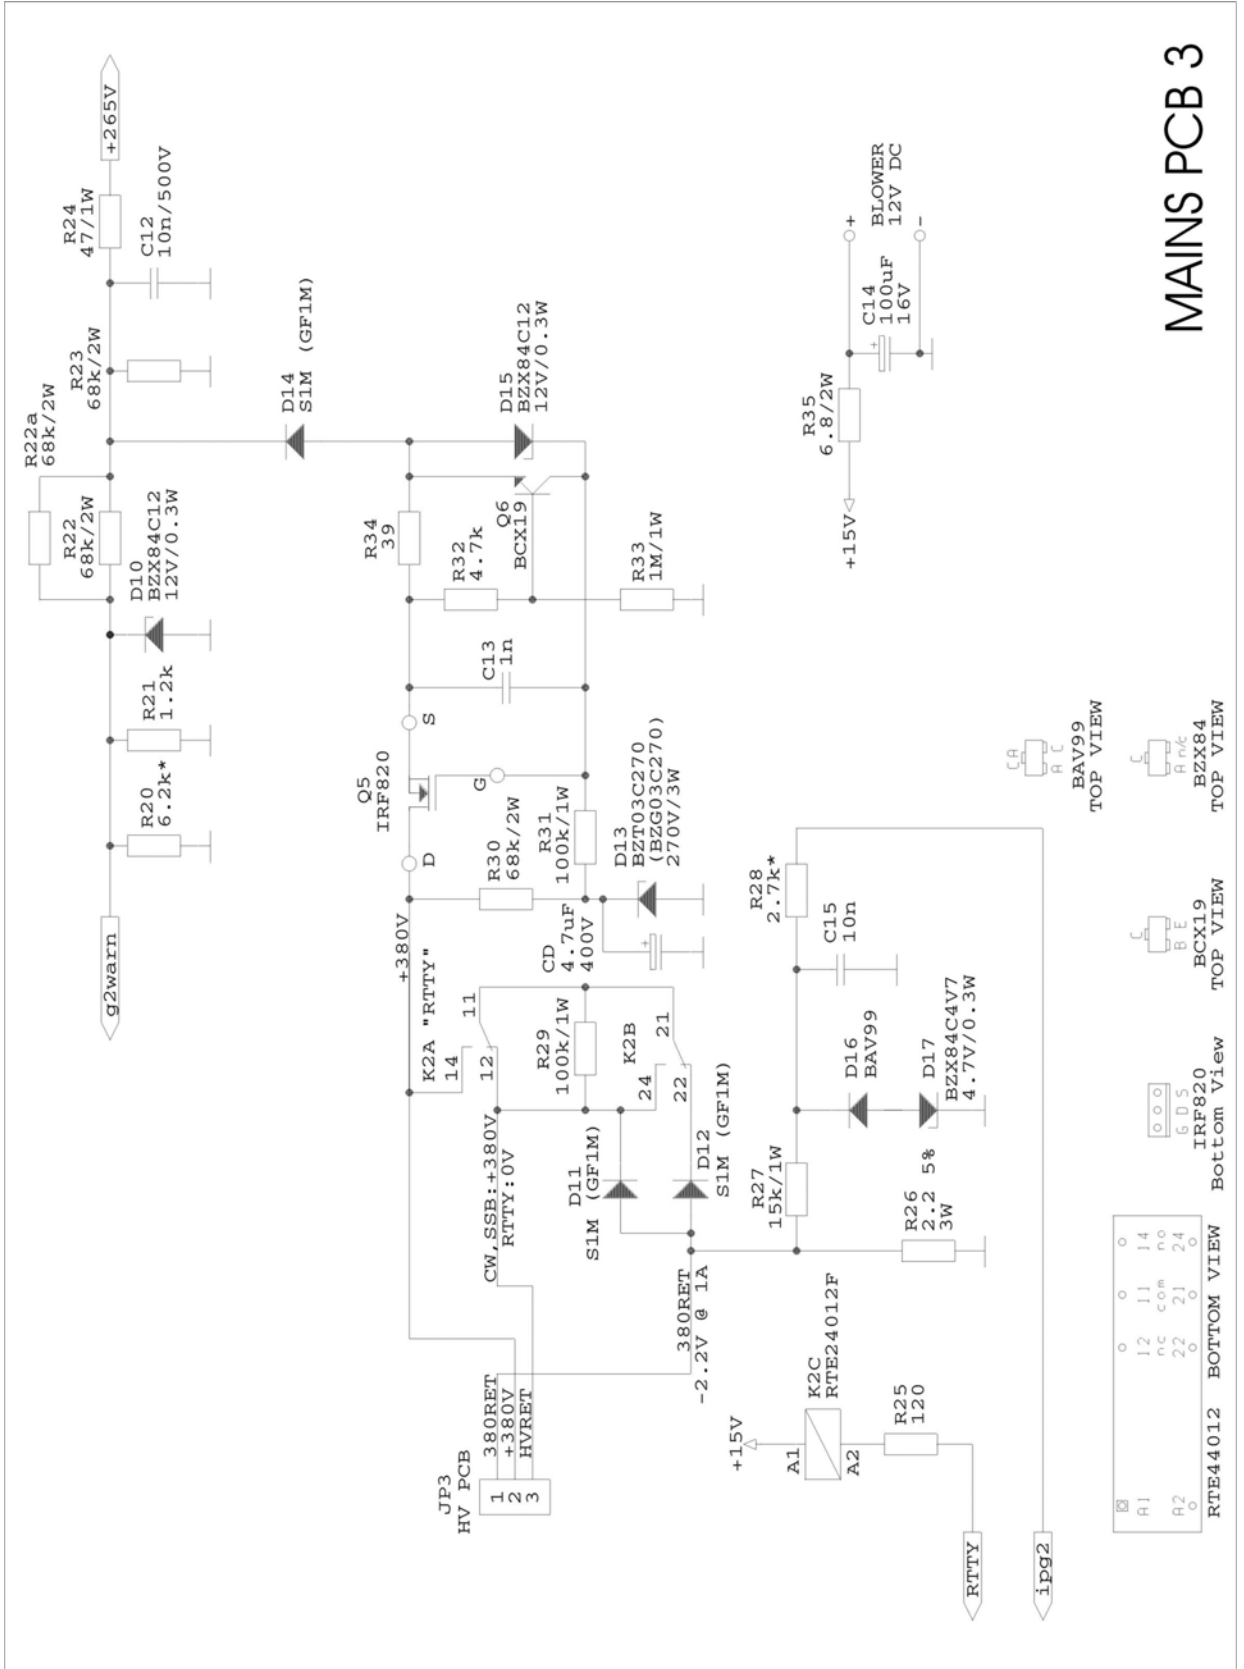 MAINS PCB 3
g2warn
R20
6.2k*
R21
1.2k
D10
BZX84C12
12V/0.3W
R22
68k/2W
R22a
68k/2W
R23
68k/2W
R24
47/1W
C12
10n/500V
+265V
D14
S1M (GF1M)
JP3
HV PCB
1
2
3
380RET
+380V
HVRET
K2A "RTTY"
14
11
12
+380V
CW,SSB:+380V
RTTY:0V
D
Q5
IRF820
S
G
R30
68k/2W
R31
100k/1W
R34
39
R32
4.7k
C13
1n
Q6
BCX19
R33
1M/1W
D15
BZX84C12
12V/0.3W
R29
100k/1W
K2B
24
21
22
CD
4.7uF
400V
D13
BZT03C270
(BZG03C270)
270V/3W
D11
S1M (GF1M)
D12
S1M (GF1M)
380RET
-2.2V @ 1A
+15V
A1
A2
K2C
RTE24012F
R25
120
RTTY
R27
15k/1W
R26
2.2 5%
3W
D16
BAV99
D17
BZX84C4V7
4.7V/0.3W
C15
10n
R28
2.7k*
ipg2
+15V
R35
6.8/2W
C14
100uF
16V
+
+
-
BLOWER
12V DC
A1
A2
12 11 14
nc com no
22 21 24
RTE44012 BOTTOM VIEW
G D S
IRF820
Bottom View
C
B E
BCX19
TOP VIEW
CA
A C
BAV99
TOP VIEW
C
A n/c
BZX84
TOP VIEW
+